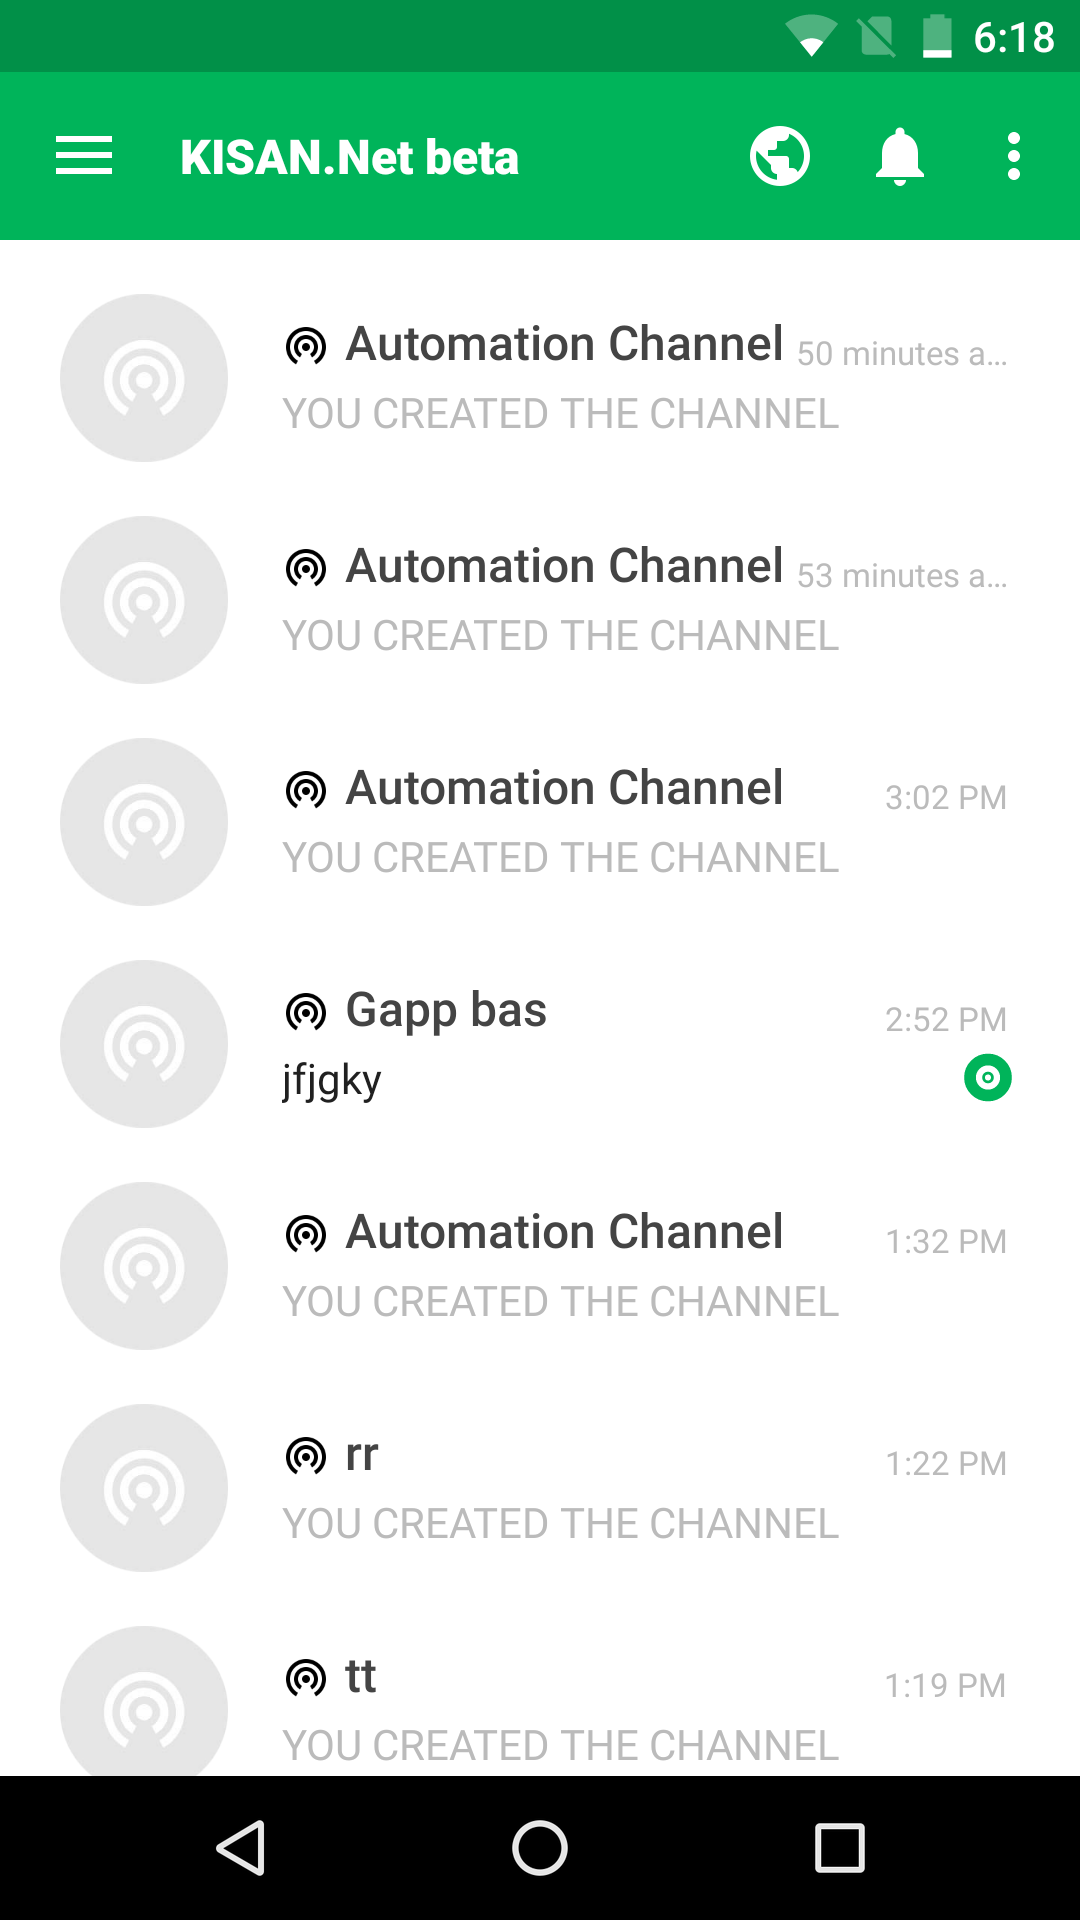 6:18
KISAN.Net beta
Automation Channel 50 minutes a...
YOU CREATED THE CHANNEL
Automation Channel 53 minutes a...
YOU CREATED THE CHANNEL
Automation Channel 3:02 PM
YOU CREATED THE CHANNEL
Gapp bas 2:52 PM
jfjgky
Automation Channel 1:32 PM
YOU CREATED THE CHANNEL
rr 1:22 PM
YOU CREATED THE CHANNEL
tt 1:19 PM
YOU CREATED THE CHANNEL